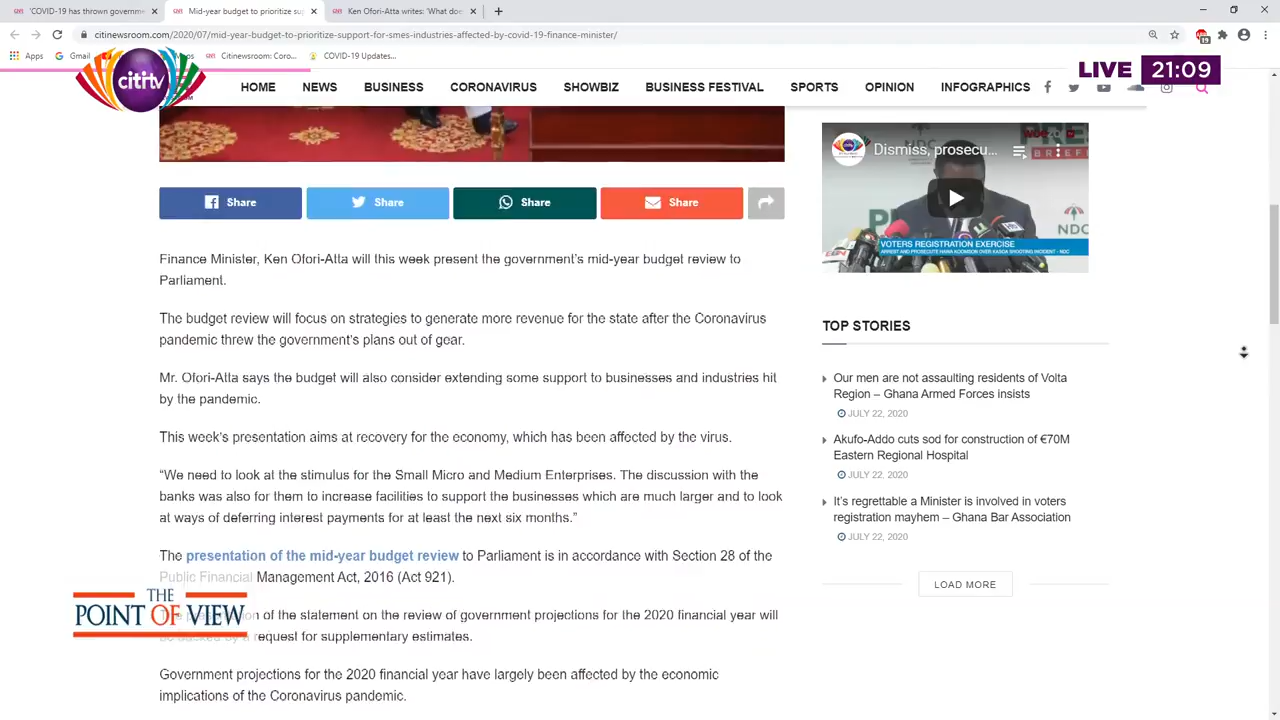 'COVID-19 has thrown governme
Mid-year budget to prioritize su
Ken Ofori-Atta writes: 'What doe
citinewsroom.com/2020/07/mid-year-budget-to-prioritize-support-for-smes-industries-affected-by-covid-19-finance-minister/
Apps
Gmail
Maps
Citinewsroom: Coro...
COVID-19 Updates...
citi tv
LIVE 21:09
HOME NEWS BUSINESS CORONAVIRUS SHOWBIZ BUSINESS FESTIVAL SPORTS OPINION INFOGRAPHICS
Share
Share
Share
Share
Finance Minister, Ken Ofori-Atta will this week present the government's mid-year budget review to
Parliament.
The budget review will focus on strategies to generate more revenue for the state after the Coronavirus
pandemic threw the government's plans out of gear.
Mr. Ofori-Atta says the budget will also consider extending some support to businesses and industries hit
by the pandemic.
This week's presentation aims at recovery for the economy, which has been affected by the virus.
“We need to look at the stimulus for the Small Micro and Medium Enterprises. The discussion with the
banks was also for them to increase facilities to support the businesses which are much larger and to look
at ways of deferring interest payments for at least the next six months.”
The presentation of the mid-year budget review to Parliament is in accordance with Section 28 of the
Public Financial Management Act, 2016 (Act 921).
of the statement on the review of government projections for the 2020 financial year will
be backed by a request for supplementary estimates.
Government projections for the 2020 financial year have largely been affected by the economic
implications of the Coronavirus pandemic.
THE
POINT OF VIEW
Dismiss, prosecu...
BRIEFI
NDC
VOTERS REGISTRATION EXERCISE
ARREST AND PROSECUTE HAWA KOOMSON OVER KASOA SHOOTING INCIDENT - NDC
TOP STORIES
Our men are not assaulting residents of Volta
Region – Ghana Armed Forces insists
JULY 22, 2020
Akufo-Addo cuts sod for construction of €70M
Eastern Regional Hospital
JULY 22, 2020
It's regrettable a Minister is involved in voters
registration mayhem – Ghana Bar Association
JULY 22, 2020
LOAD MORE